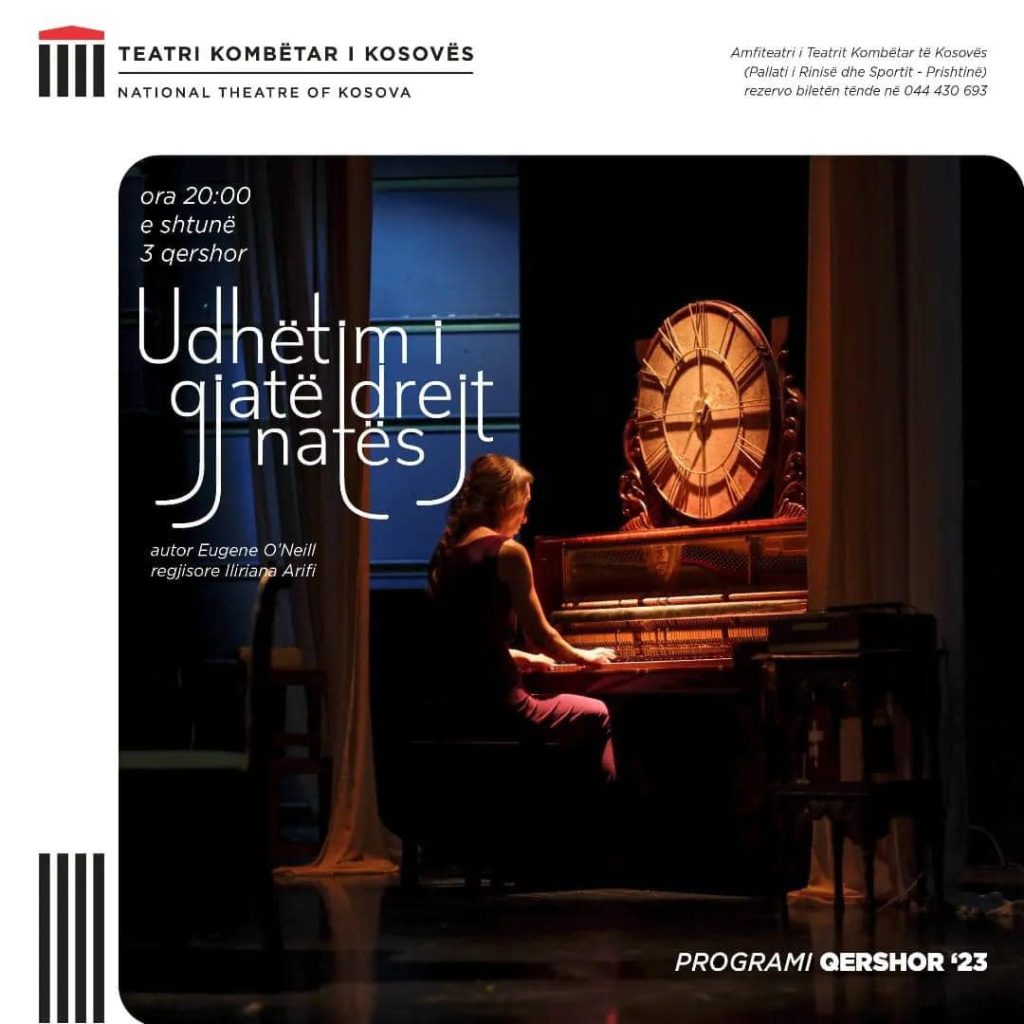 TEATRI KOMBËTAR I KOSOVËS
NATIONAL THEATRE OF KOSOVA
Amfiteatri i Teatrit Kombëtar të Kosovës
(Pallati i Rinisë dhe Sportit - Prishtinë)
rezervo biletën tënde në 044 430 693
ora 20:00
e shtunë
3 qershor
Udhëtim i
gjatë drejt
natës
autor Eugene O'Neill
regjisore Iliriana Arifi
PROGRAMI QERSHOR ‘23